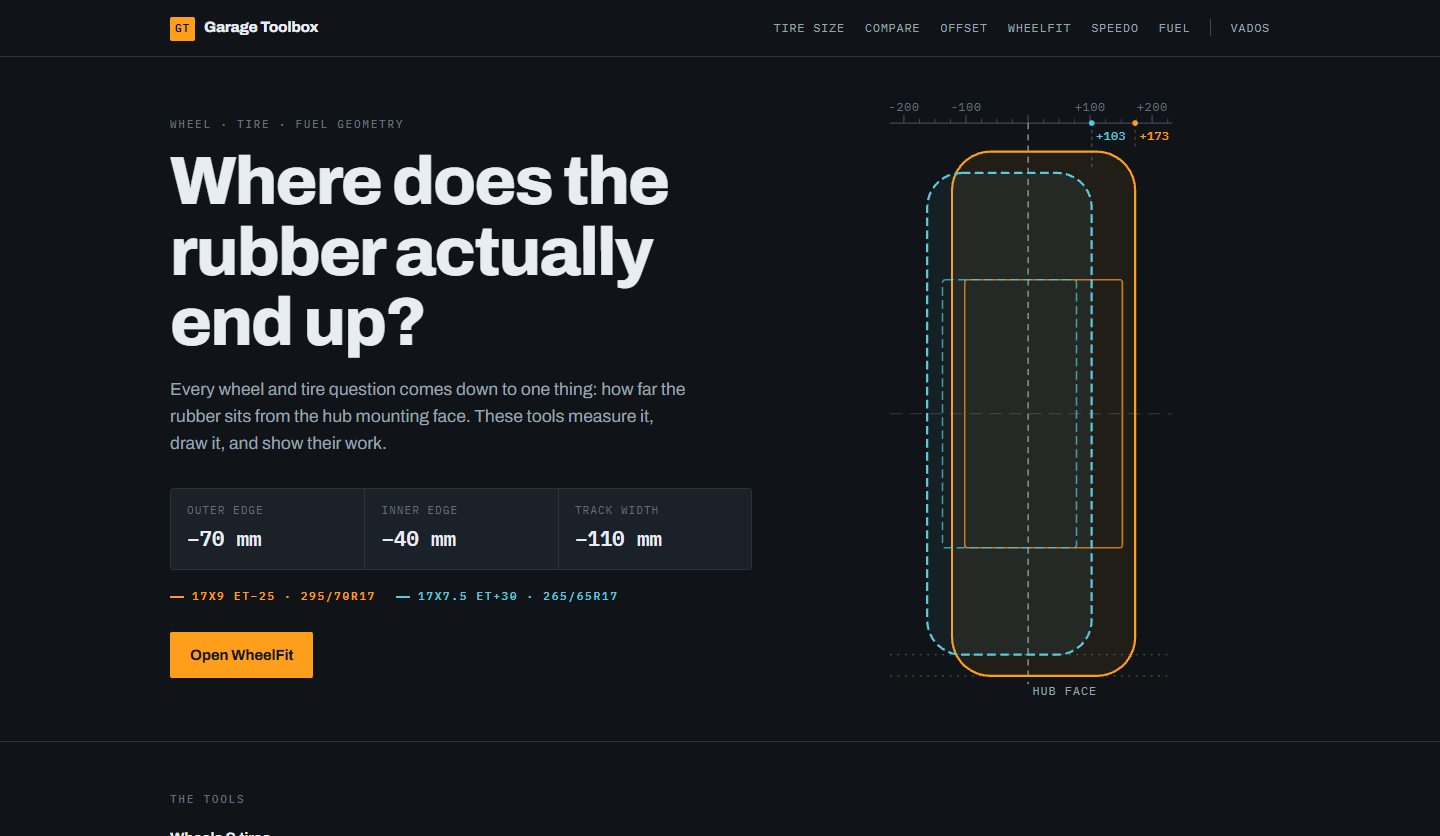 GT Garage Toolbox
TIRE SIZE COMPARE OFFSET WHEELFIT SPEEDO FUEL VADOS
WHEEL · TIRE · FUEL GEOMETRY
Where does the
rubber actually
end up?
Every wheel and tire question comes down to one thing: how far the
rubber sits from the hub mounting face. These tools measure it,
draw it, and show their work.
OUTER EDGE INNER EDGE TRACK WIDTH
−70 mm −40 mm −110 mm
17X9 ET−25 · 295/70R17 17X7.5 ET+30 · 265/65R17
Open WheelFit
-200 -100 +100 +200
+103 +173
HUB FACE
THE TOOLS
Wheels & tires